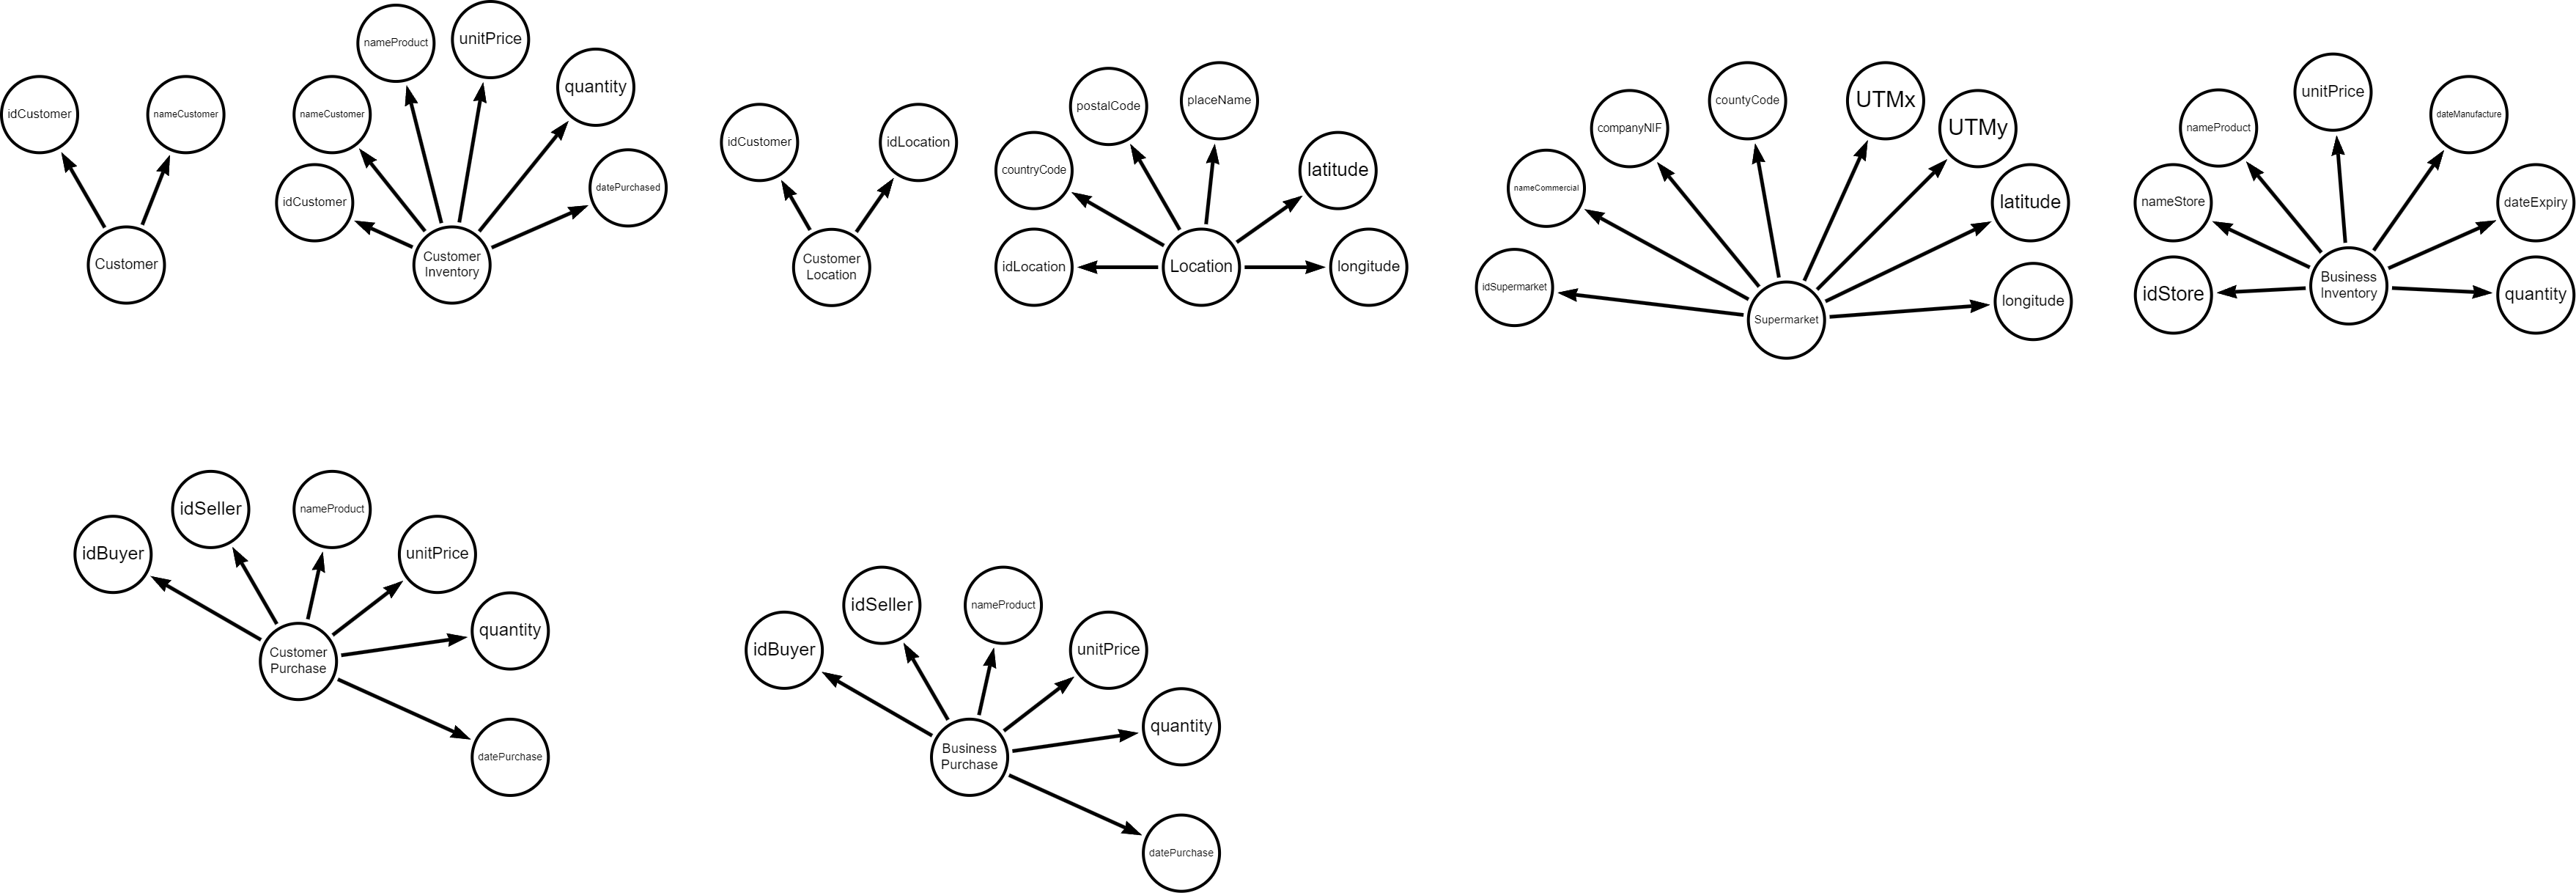 idCustomer
nameCustomer
Customer
nameProduct
unitPrice
quantity
nameCustomer
idCustomer
datePurchased
Customer
Inventory
idCustomer
idLocation
Customer
Location
postalCode
placeName
countryCode
latitude
idLocation
Location
longitude
companyNIF
countyCode
UTMx
UTMy
nameCommercial
latitude
idSupermarket
longitude
Supermarket
unitPrice
nameProduct
dateManufacture
nameStore
dateExpiry
idStore
quantity
Business
Inventory
idBuyer
idSeller
nameProduct
unitPrice
quantity
Customer
Purchase
datePurchase
idBuyer
idSeller
nameProduct
unitPrice
quantity
Business
Purchase
datePurchase